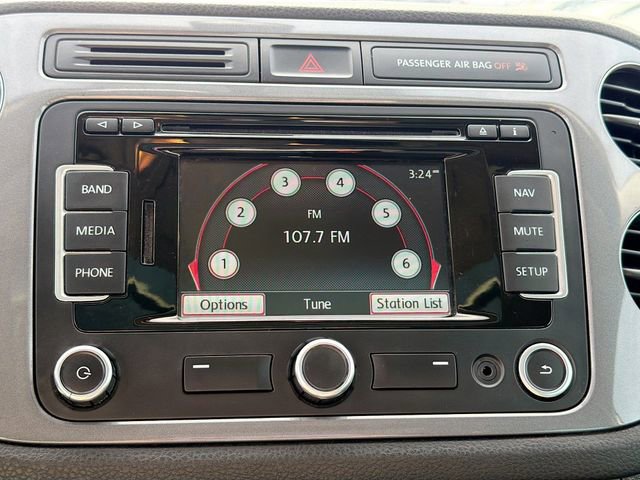 PASSENGER AIR BAG OFF
BAND
MEDIA
PHONE
3:24
3 4
2 5
1 6
FM
107.7 FM
Options Tune Station List
NAV
MUTE
SETUP
i